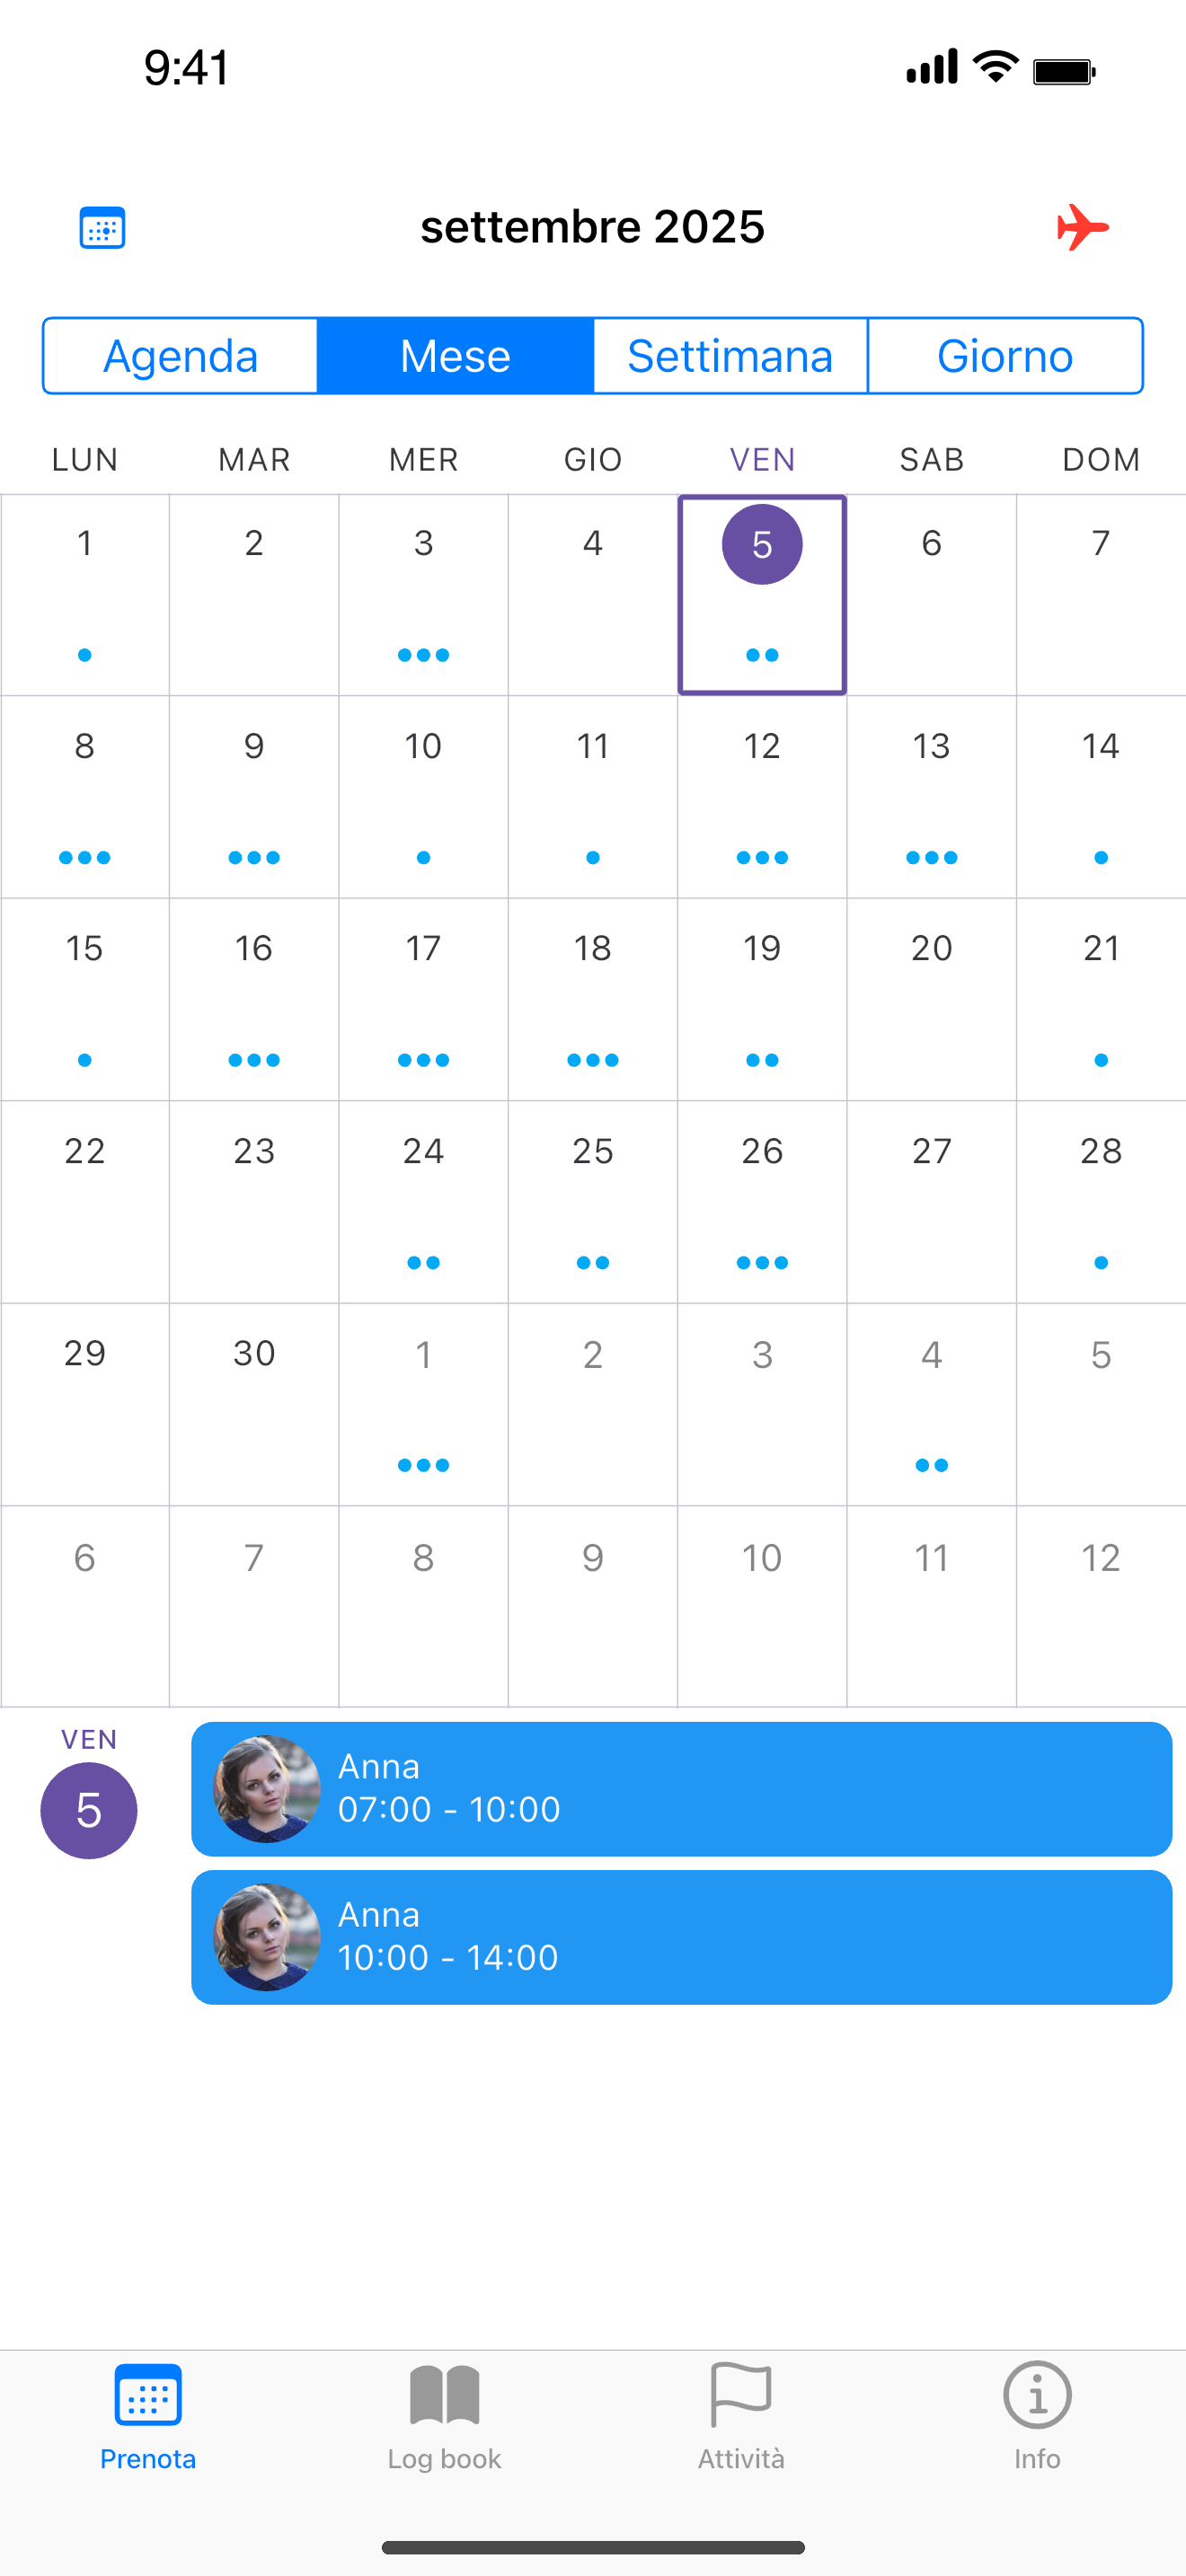 9:41
settembre 2025
Agenda Mese Settimana Giorno
LUN MAR MER GIO VEN SAB DOM
1 2 3 4 5 6 7
8 9 10 11 12 13 14
15 16 17 18 19 20 21
22 23 24 25 26 27 28
29 30 1 2 3 4 5
6 7 8 9 10 11 12
VEN
5
Anna
07:00 - 10:00
Anna
10:00 - 14:00
Prenota Log book Attività Info